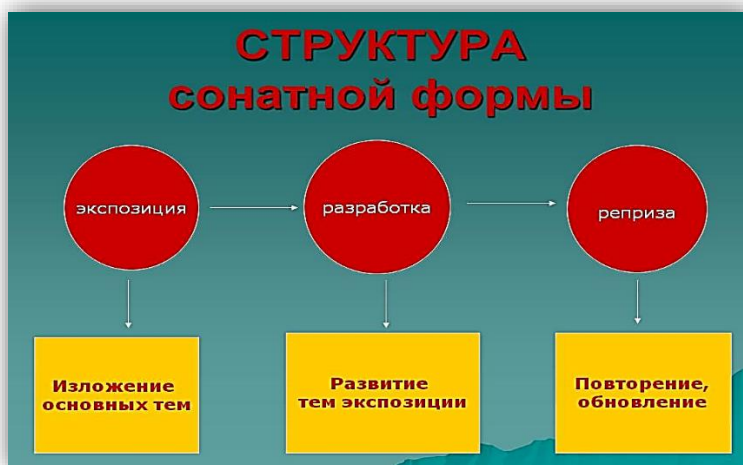 СТРУКТУРА
сонатной формы
экспозиция
разработка
реприза
Изложение
основных тем
Развитие
тем экспозиции
Повторение,
обновление